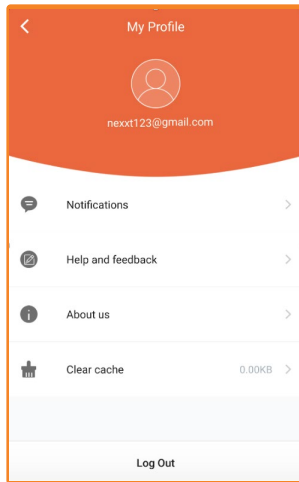 My Profile
nexxt123@gmail.com
Notifications
Help and feedback
About us
Clear cache 0.00KB
Log Out